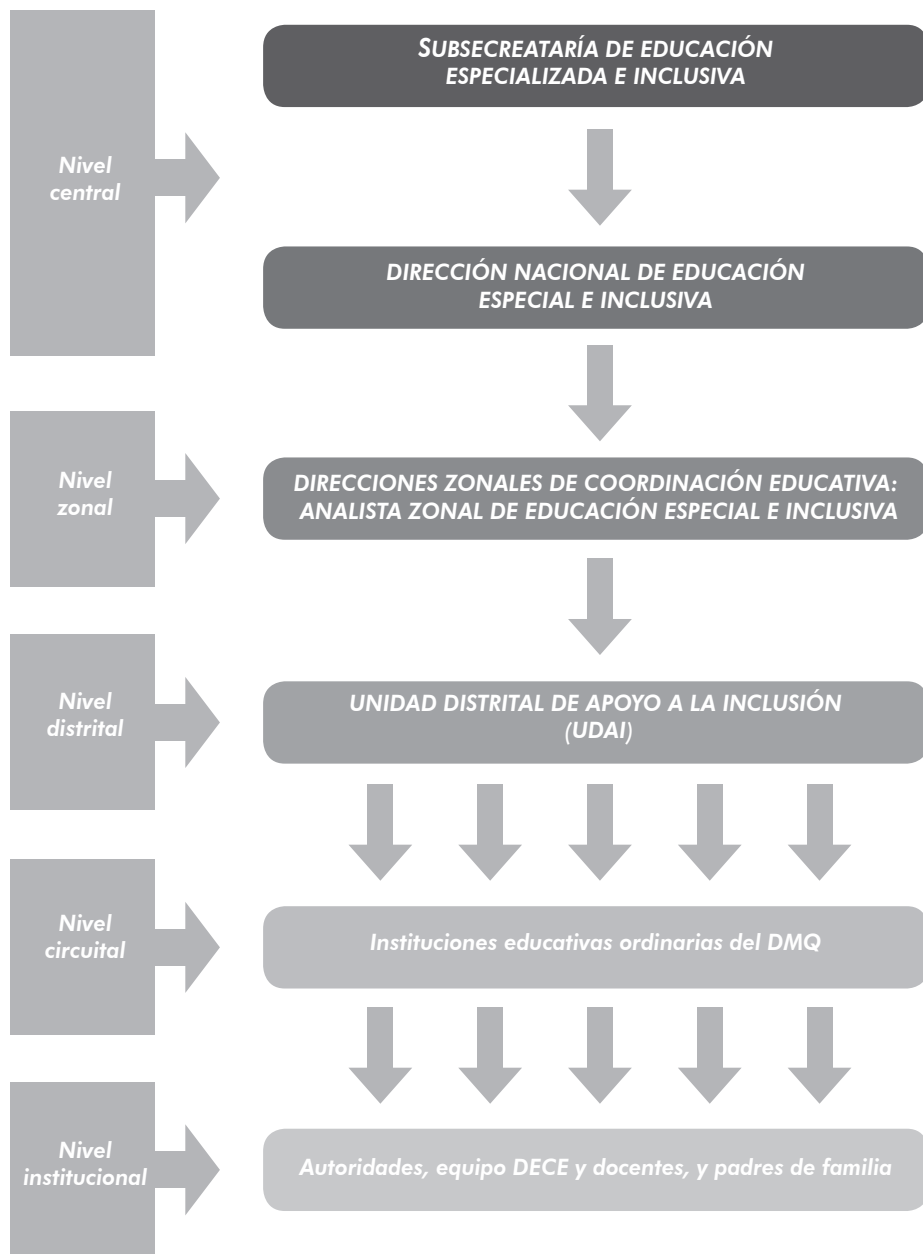 SUBSECREATARÍA DE EDUCACIÓN
ESPECIALIZADA E INCLUSIVA
Nivel
central
DIRECCIÓN NACIONAL DE EDUCACIÓN
ESPECIAL E INCLUSIVA
Nivel
zonal
DIRECCIONES ZONALES DE COORDINACIÓN EDUCATIVA:
ANALISTA ZONAL DE EDUCACIÓN ESPECIAL E INCLUSIVA
Nivel
distrital
UNIDAD DISTRITAL DE APOYO A LA INCLUSIÓN
(UDAI)
Nivel
circuital
Instituciones educativas ordinarias del DMQ
Nivel
institucional
Autoridades, equipo DECE y docentes, y padres de familia